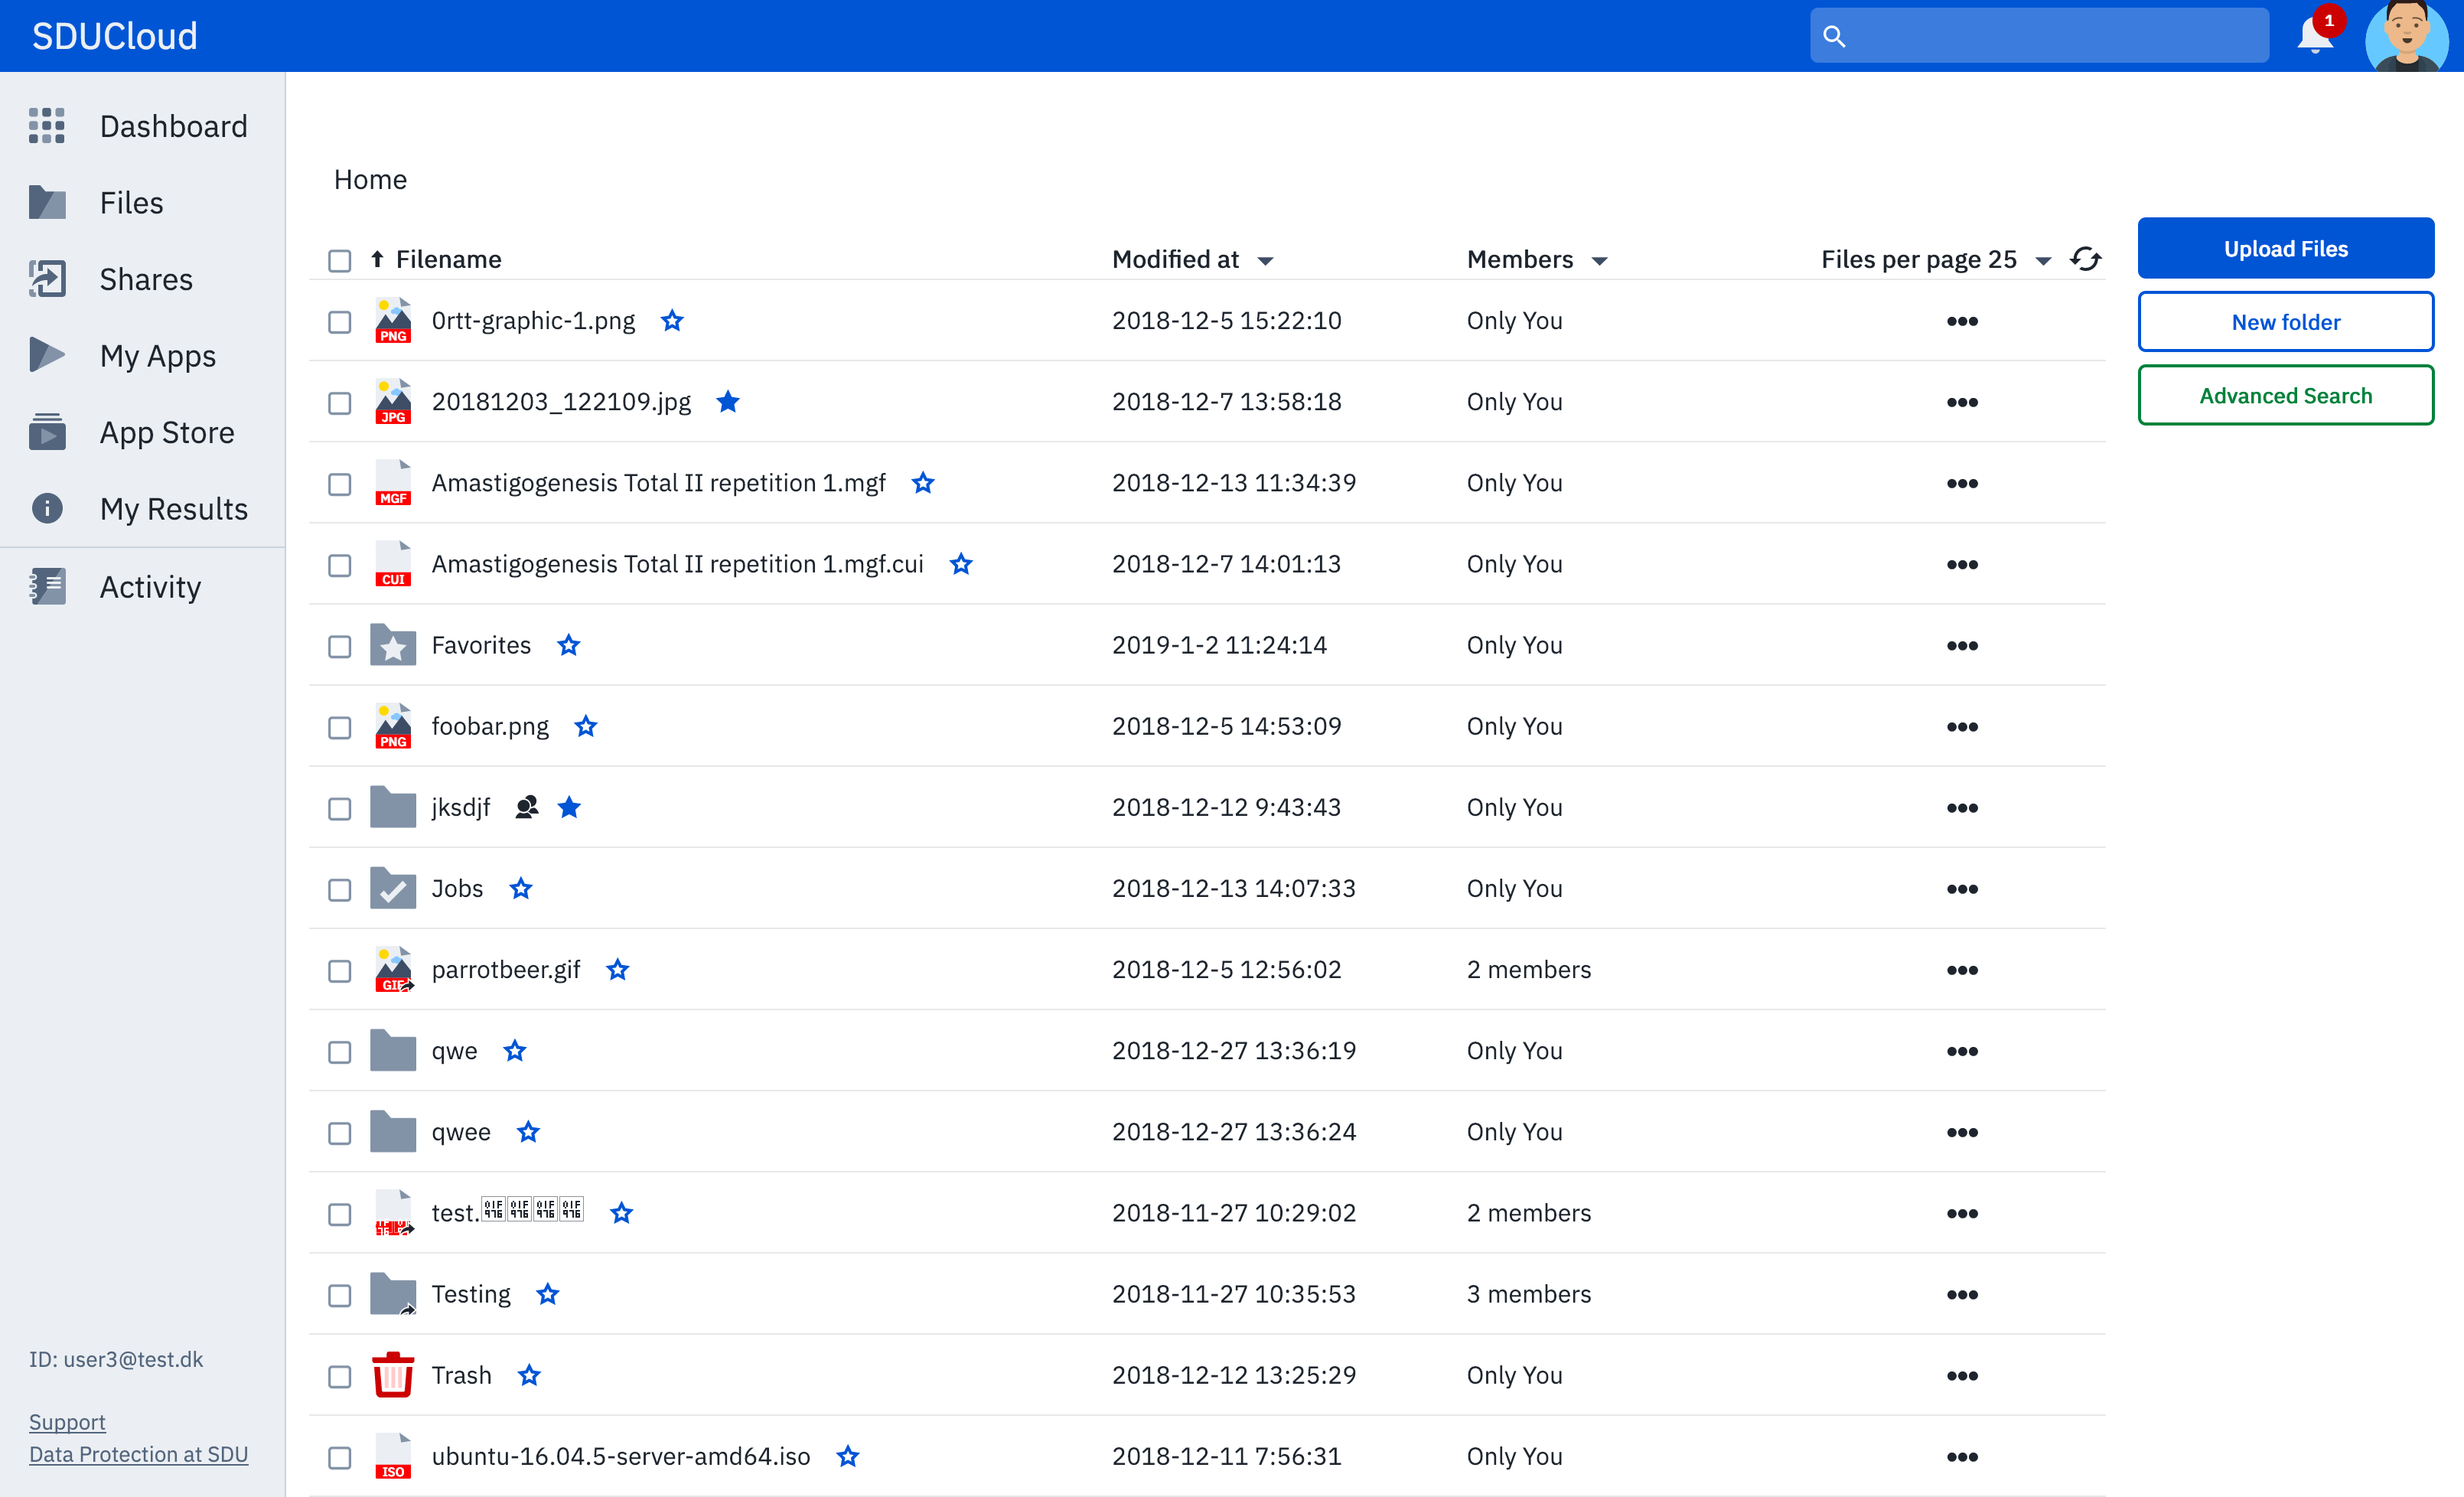 SDUCloud
1
Dashboard
Files
Shares
My Apps
App Store
My Results
Activity
ID: user3@test.dk
Support
Data Protection at SDU
Home
Filename Modified at Members Files per page 25
PNG 0rtt-graphic-1.png 2018-12-5 15:22:10 Only You
JPG 20181203_122109.jpg 2018-12-7 13:58:18 Only You
MGF Amastigogenesis Total II repetition 1.mgf 2018-12-13 11:34:39 Only You
CUI Amastigogenesis Total II repetition 1.mgf.cui 2018-12-7 14:01:13 Only You
Favorites 2019-1-2 11:24:14 Only You
PNG foobar.png 2018-12-5 14:53:09 Only You
jksdjf 2018-12-12 9:43:43 Only You
Jobs 2018-12-13 14:07:33 Only You
GIF parrotbeer.gif 2018-12-5 12:56:02 2 members
qwe 2018-12-27 13:36:19 Only You
qwee 2018-12-27 13:36:24 Only You
test. 2018-11-27 10:29:02 2 members
Testing 2018-11-27 10:35:53 3 members
Trash 2018-12-12 13:25:29 Only You
ISO ubuntu-16.04.5-server-amd64.iso 2018-12-11 7:56:31 Only You
Upload Files
New folder
Advanced Search